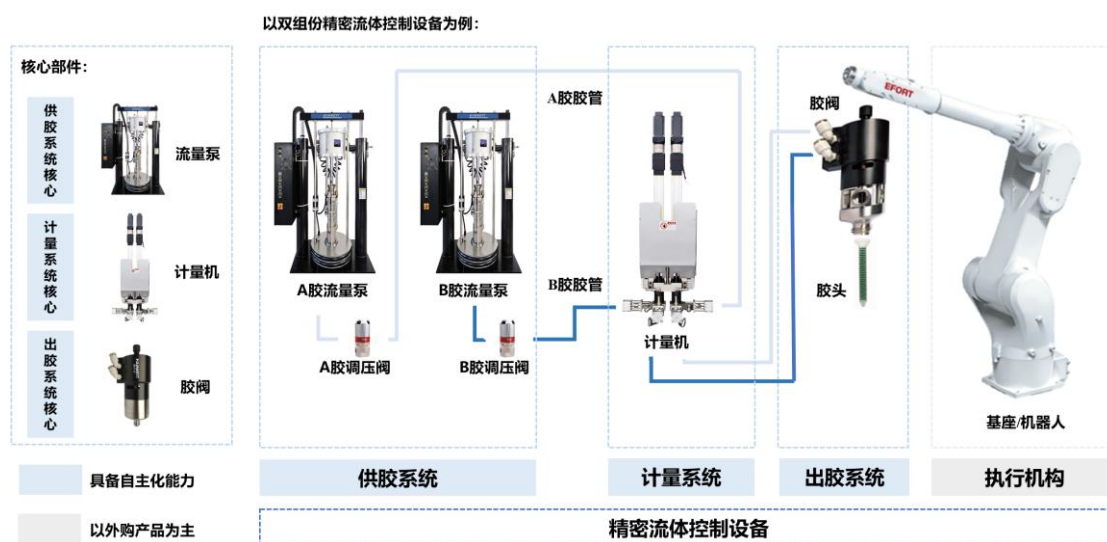 以双组份精密流体控制设备为例：
核心部件：
供胶系统核心
流量泵
计量系统核心
计量机
出胶系统核心
胶阀
具备自主化能力
以外购产品为主
A胶胶管
A胶流量泵
B胶流量泵
B胶胶管
A胶调压阀
B胶调压阀
计量机
胶阀
胶头
EFORT
基座/机器人
供胶系统
计量系统
出胶系统
执行机构
精密流体控制设备